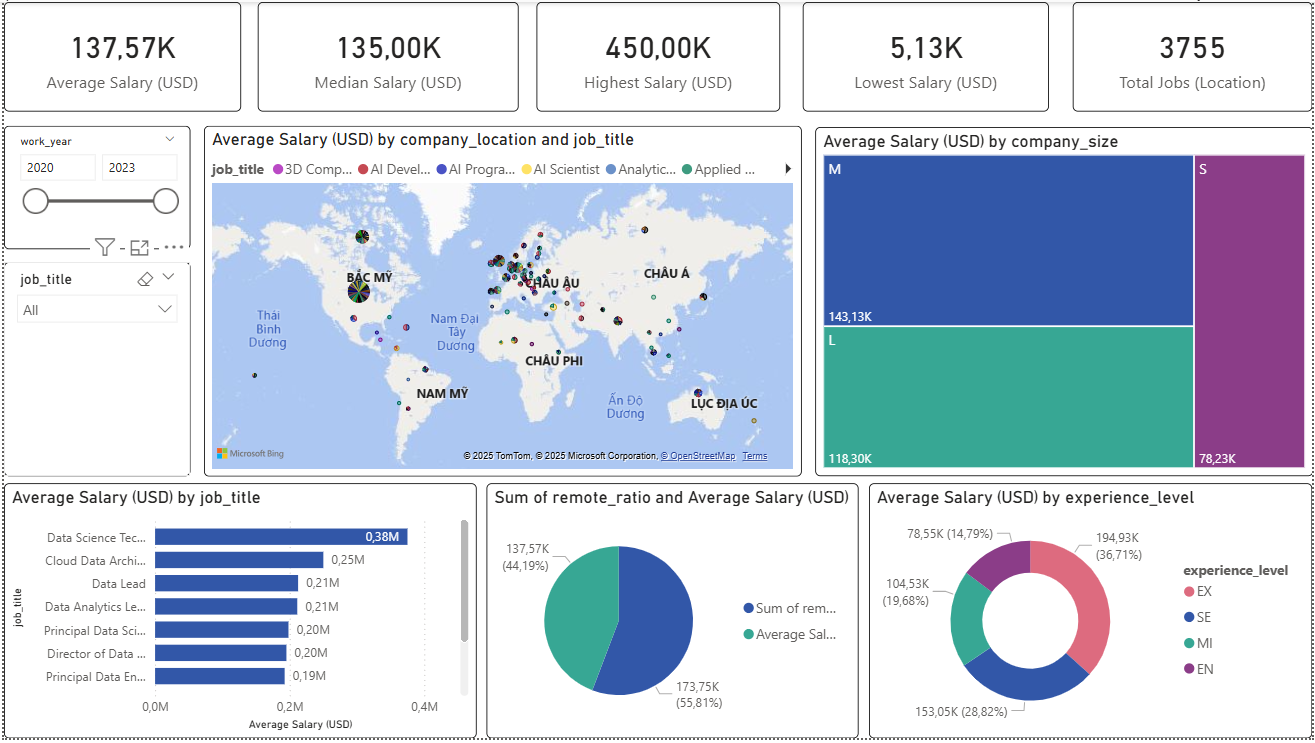 137,57K
Average Salary (USD)
135,00K
Median Salary (USD)
450,00K
Highest Salary (USD)
5,13K
Lowest Salary (USD)
3755
Total Jobs (Location)
work_year
2020
2023
job_title
All
Average Salary (USD) by company_location and job_title
job_title 3D Comp... AI Devel... AI Progra... AI Scientist Analytic... Applied ...
BẮC MỸ
CHÂU ÂU
CHÂU Á
Thái
Bình
Dương
Nam Đại
Tây
Dương
CHÂU PHI
NAM MỸ
Ấn Độ
Dương
LỤC ĐỊA ÚC
Microsoft Bing
© 2025 TomTom, © 2025 Microsoft Corporation, © OpenStreetMap Terms
Average Salary (USD) by company_size
M
143,13K
L
118,30K
S
78,23K
Average Salary (USD) by job_title
job_title
Data Science Tec... 0,38M
Cloud Data Archi... 0,25M
Data Lead 0,21M
Data Analytics Le... 0,21M
Principal Data Sci... 0,20M
Director of Data ... 0,20M
Principal Data En... 0,19M
0,0M 0,2M 0,4M
Average Salary (USD)
Sum of remote_ratio and Average Salary (USD)
137,57K
(44,19%)
173,75K
(55,81%)
Sum of rem...
Average Sal...
Average Salary (USD) by experience_level
78,55K (14,79%)
194,93K
(36,71%)
104,53K
(19,68%)
153,05K (28,82%)
experience_level
EX
SE
MI
EN